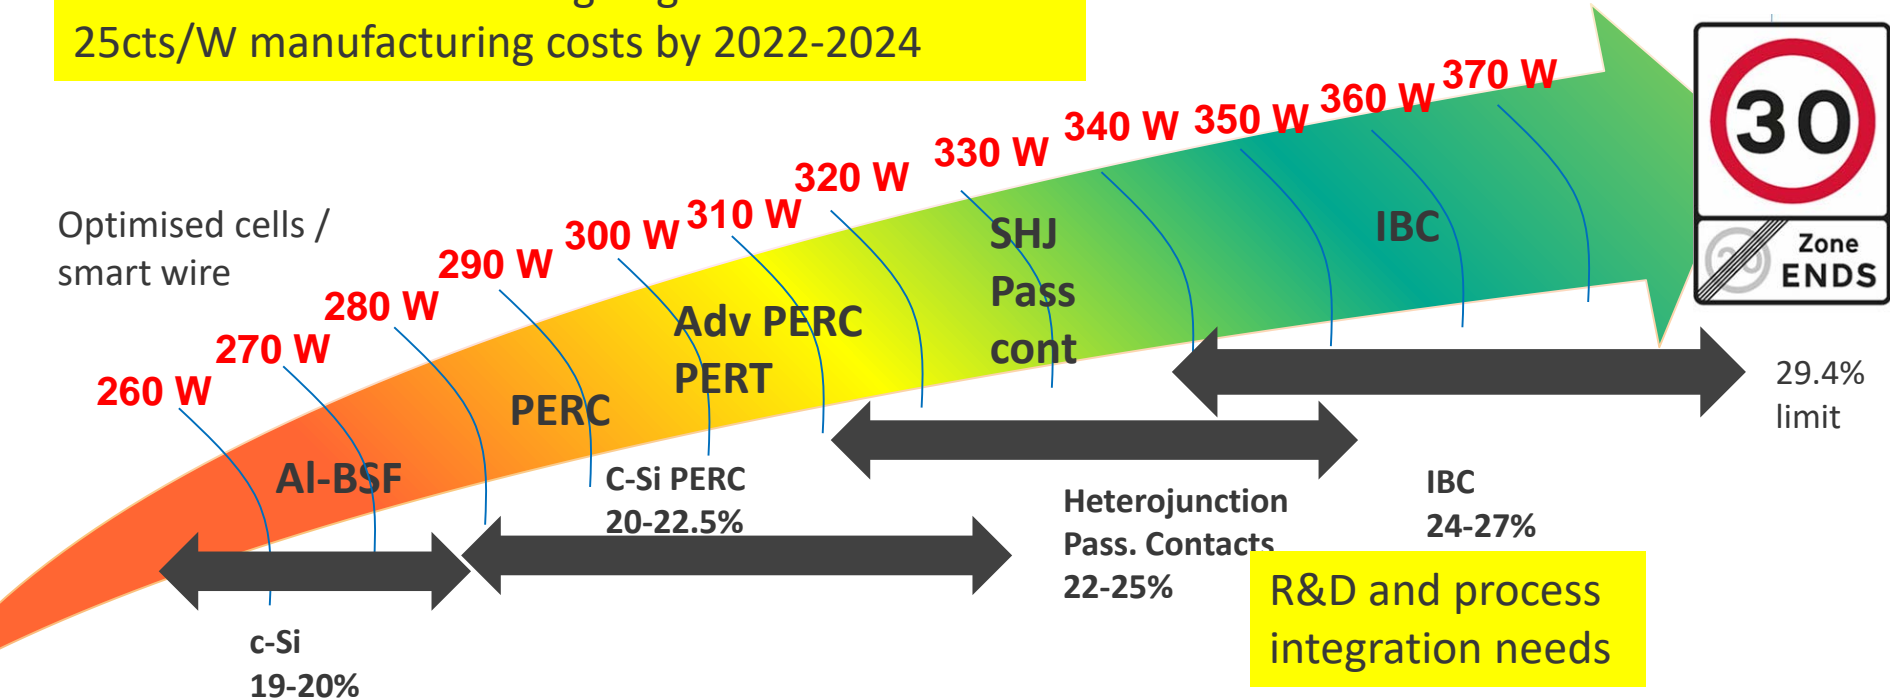 25cts/W manufacturing costs by 2022-2024
Optimised cells /
smart wire
260 W
270 W
280 W
290 W
300 W
310 W
320 W
330 W
340 W
350 W
360 W
370 W
Al-BSF
PERC
Adv PERC
PERT
SHJ
Pass
cont
IBC
30
Zone
ENDS
29.4%
limit
c-Si
19-20%
C-Si PERC
20-22.5%
Heterojunction
Pass. Contacts
22-25%
IBC
24-27%
R&D and process
integration needs